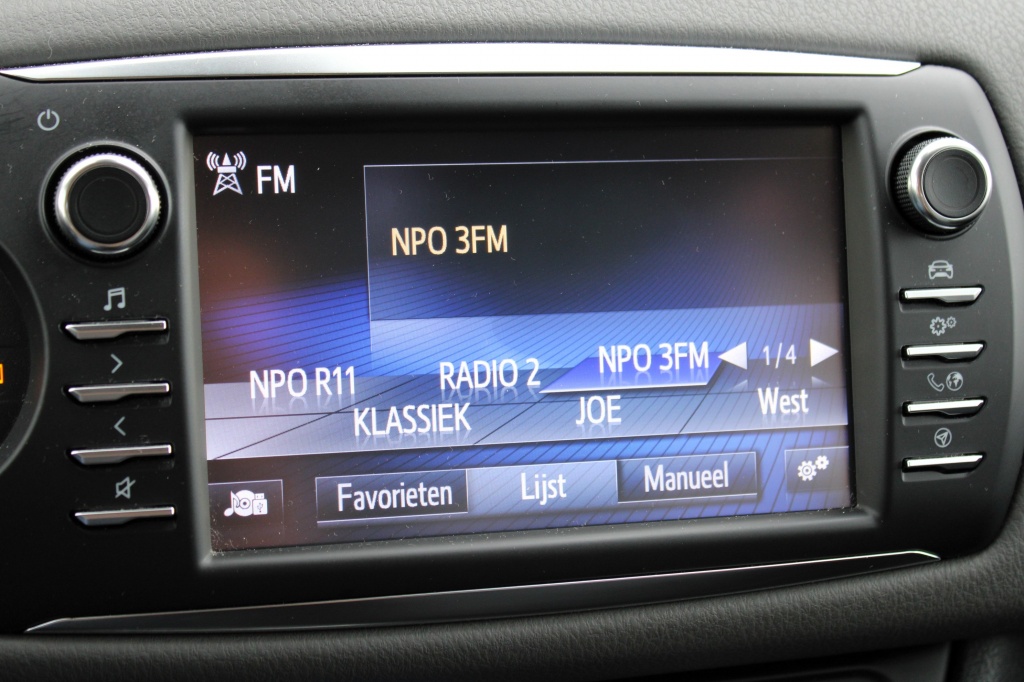 FM
NPO 3FM
NPO R11 RADIO 2 NPO 3FM 1/4
KLASSIEK JOE West
Favorieten Lijst Manueel